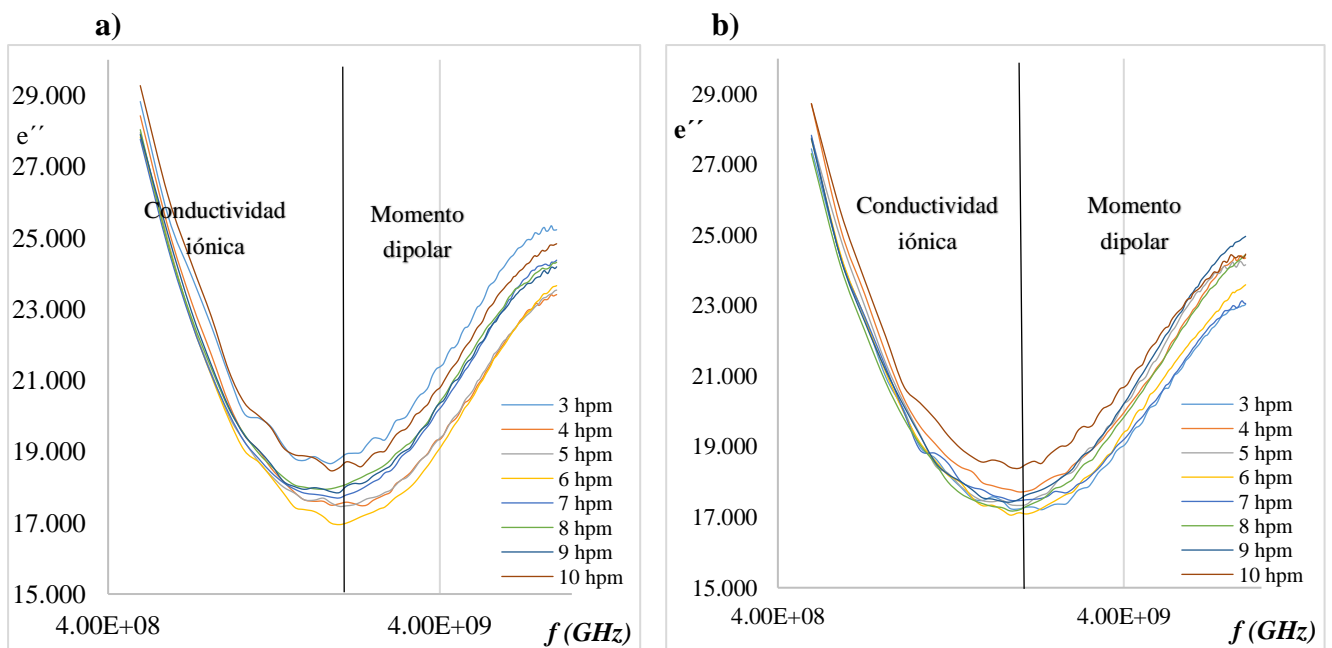 a)
29.000
e´´
27.000
25.000
23.000
21.000
19.000
17.000
15.000
Conductividad
iónica
Momento
dipolar
3 hpm
4 hpm
5 hpm
6 hpm
7 hpm
8 hpm
9 hpm
10 hpm
4.00E+08
4.00E+09
f (GHz)
b)
29.000
e´´
27.000
25.000
23.000
21.000
19.000
17.000
15.000
Conductividad
iónica
Momento
dipolar
3 hpm
4 hpm
5 hpm
6 hpm
7 hpm
8 hpm
9 hpm
10 hpm
4.00E+08
4.00E+09
f (GHz)